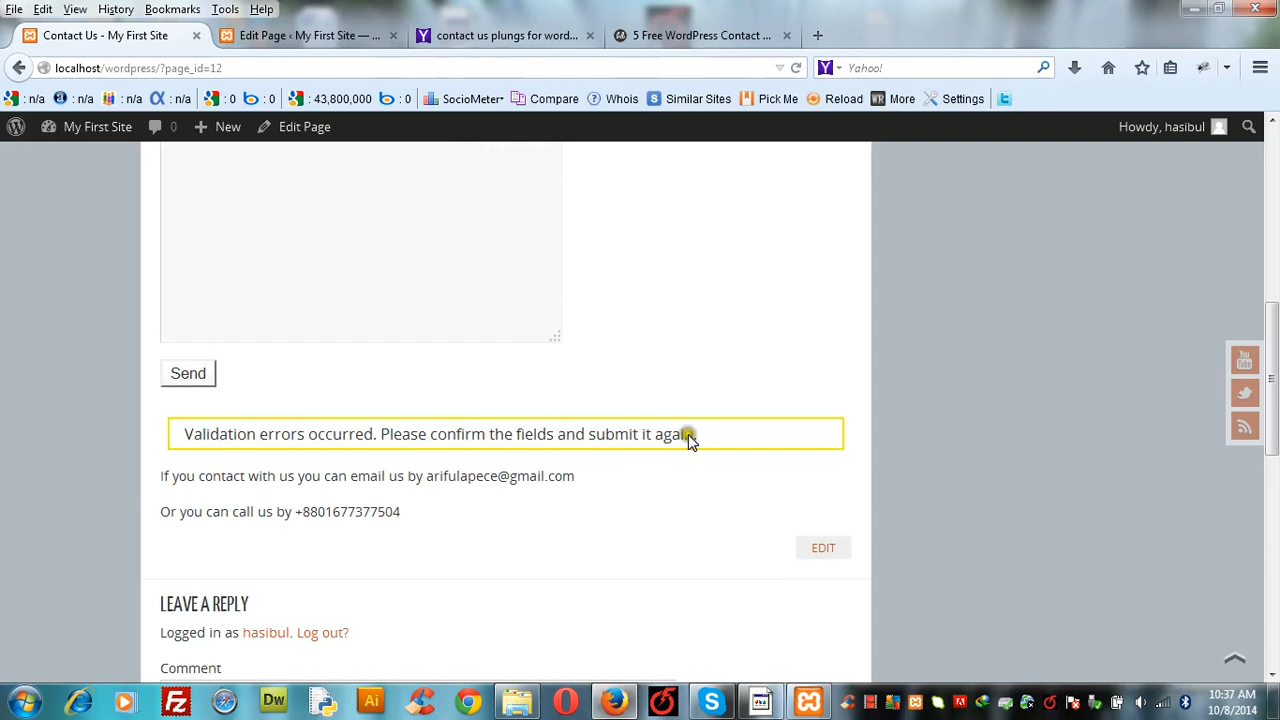 File Edit View History Bookmarks Tools Help
Contact Us - My First Site Edit Page ‹ My First Site — ... contact us plungs for word... 5 Free WordPress Contact ...
localhost/wordpress/?page_id=12 Yahoo!
: n/a : n/a : n/a : n/a : 0 : 0 : 43,800,000 : 0 SocioMeter Compare Whois Similar Sites Pick Me Reload More Settings
My First Site 0 New Edit Page Howdy, hasibul
Send
Validation errors occurred. Please confirm the fields and submit it again.
If you contact with us you can email us by arifulapece@gmail.com
Or you can call us by +8801677377504
EDIT
LEAVE A REPLY
Logged in as hasibul. Log out?
Comment
You Tube
Dw Ai
10:37 AM
10/8/2014